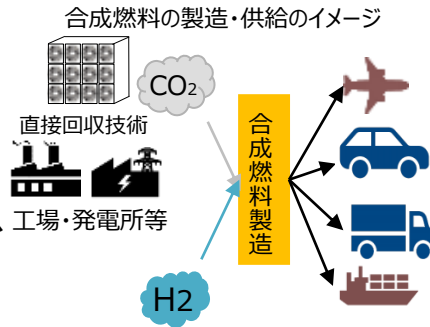 合成燃料の製造・供給のイメージ
CO2
直接回収技術
、工場・発電所等
合成燃料製造
H2